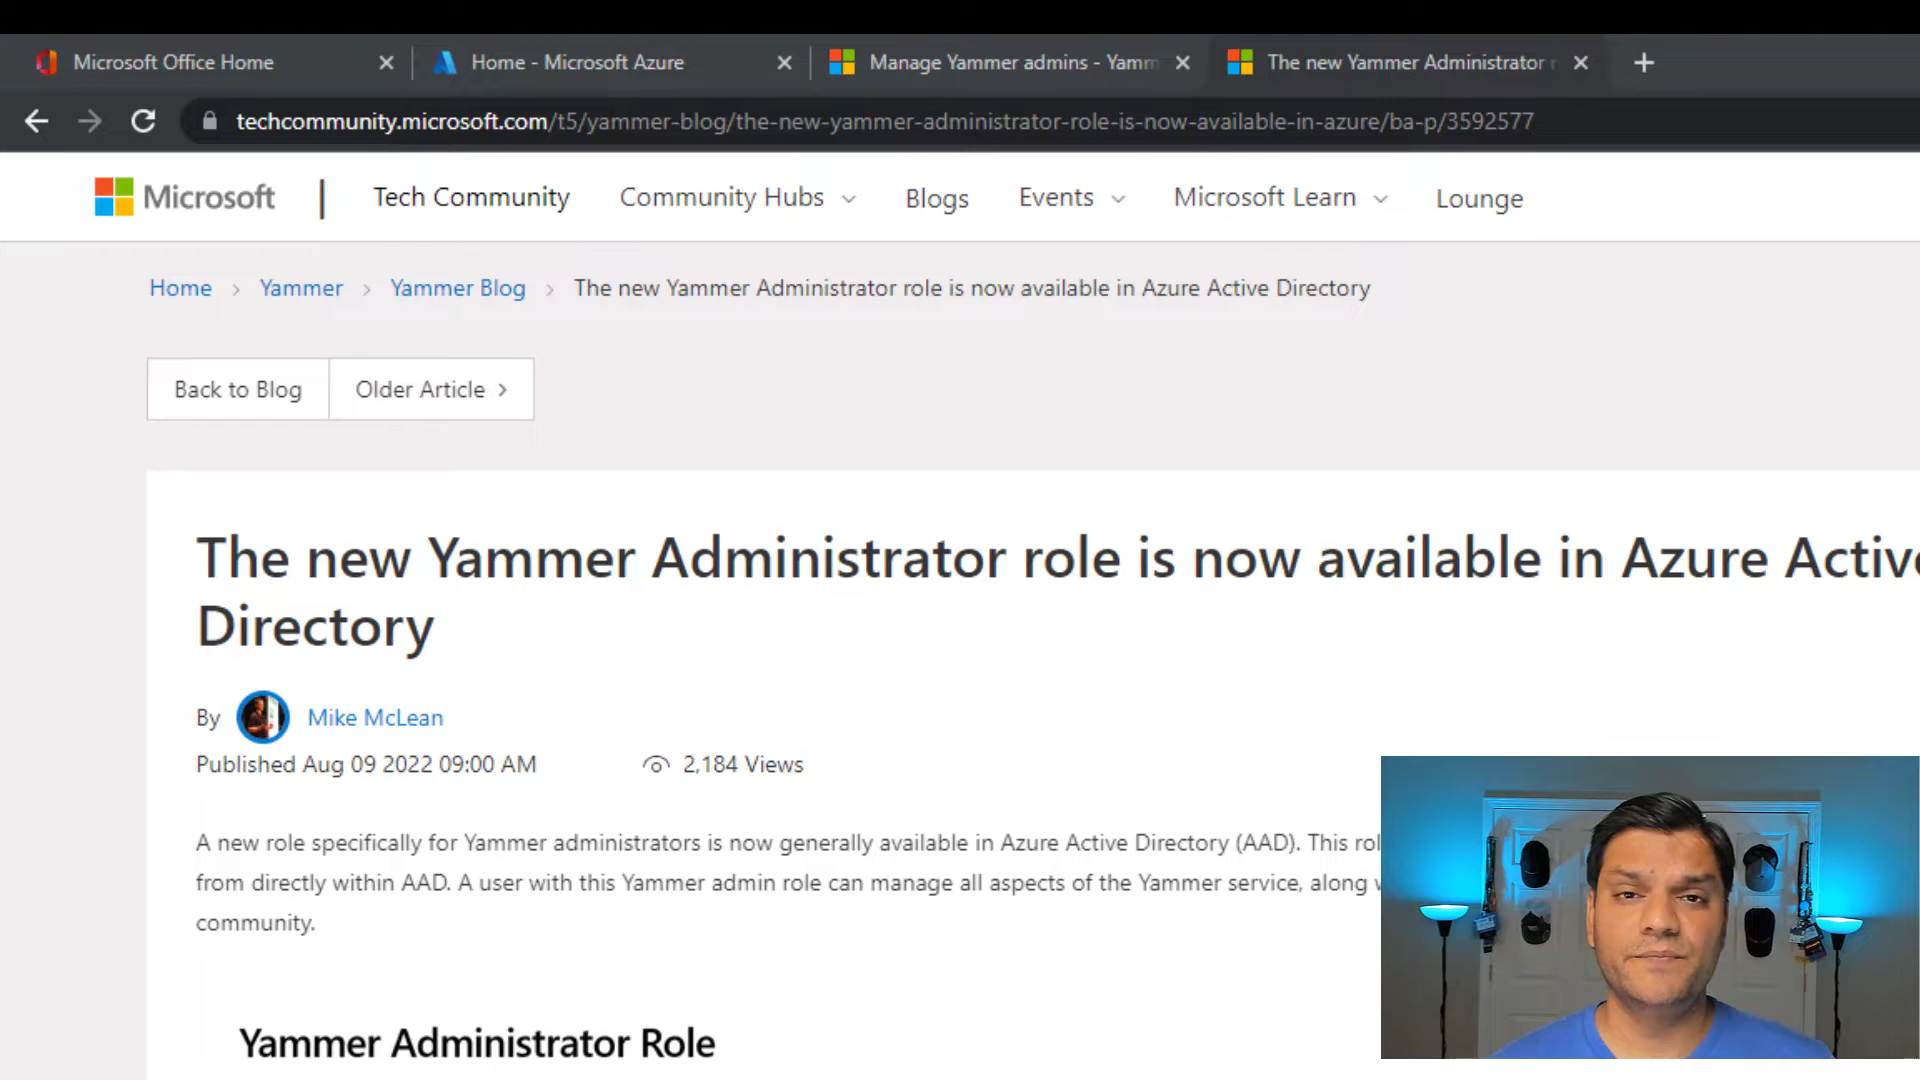 Microsoft Office Home
Home - Microsoft Azure
Manage Yammer admins - Yamm
The new Yammer Administrator
techcommunity.microsoft.com/t5/yammer-blog/the-new-yammer-administrator-role-is-now-available-in-azure/ba-p/3592577
Microsoft | Tech Community Community Hubs Blogs Events Microsoft Learn Lounge
Home > Yammer > Yammer Blog > The new Yammer Administrator role is now available in Azure Active Directory
Back to Blog
Older Article >
The new Yammer Administrator role is now available in Azure Active
Directory
By Mike McLean
Published Aug 09 2022 09:00 AM 2,184 Views
A new role specifically for Yammer administrators is now generally available in Azure Active Directory (AAD). This rol
from directly within AAD. A user with this Yammer admin role can manage all aspects of the Yammer service, along
community.
Yammer Administrator Role